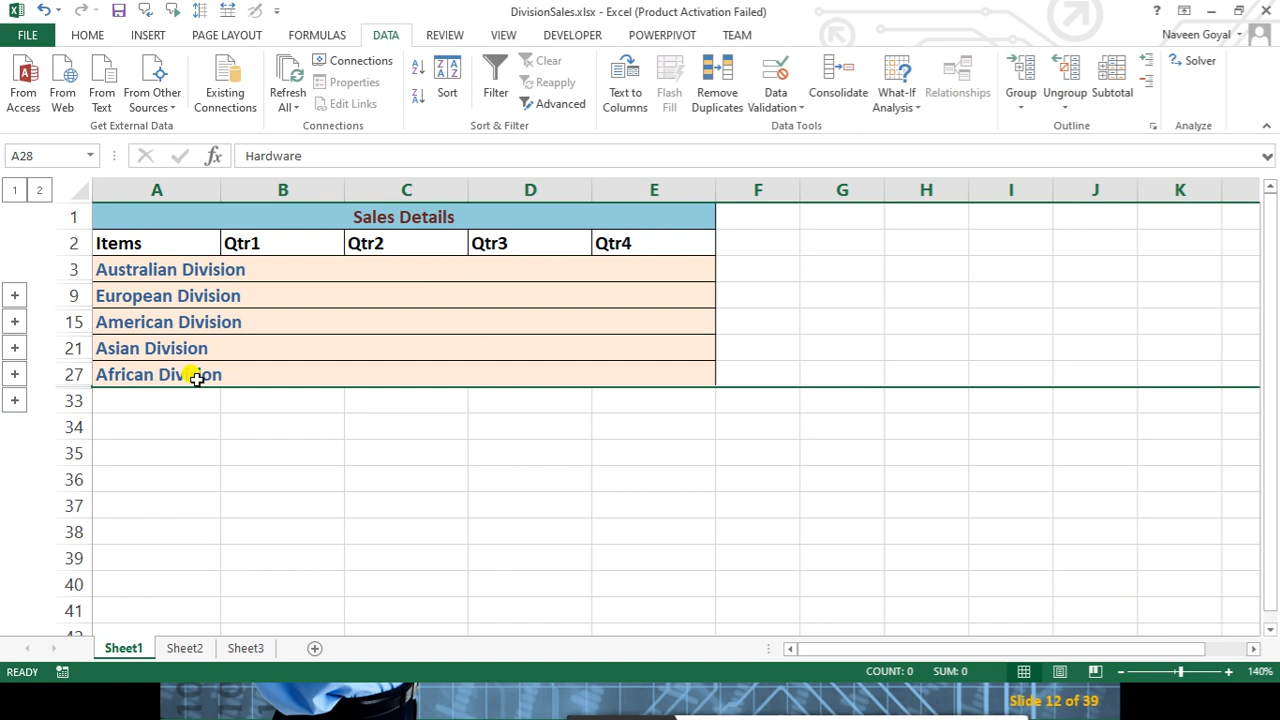 DivisionSales.xlsx - Excel (Product Activation Failed)
FILE HOME INSERT PAGE LAYOUT FORMULAS DATA REVIEW VIEW DEVELOPER POWERPIVOT TEAM Naveen Goyal
From Access From Web From Text From Other Sources Existing Connections Refresh All Connections Properties Edit Links Sort Filter Clear Reapply Advanced Text to Columns Flash Fill Remove Duplicates Data Validation Consolidate What-If Analysis Relationships Group Ungroup Subtotal Solver
Get External Data Connections Sort & Filter Data Tools Outline Analyze
A28 fx Hardware
1 2 A B C D E F G H I J K
1 Sales Details
2 Items Qtr1 Qtr2 Qtr3 Qtr4
3 Australian Division
9 European Division
15 American Division
21 Asian Division
27 African Division
33
34
35
36
37
38
39
40
41
Sheet1 Sheet2 Sheet3
READY COUNT: 0 SUM: 0 140%
Slide 12 of 39